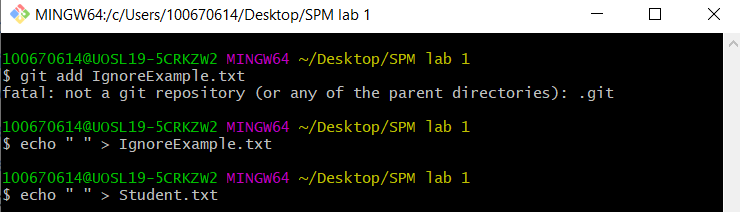 MINGW64:/c/Users/100670614/Desktop/SPM lab 1
100670614@UOSL19-5CRKZW2 MINGW64 ~/Desktop/SPM lab 1
$ git add IgnoreExample.txt
fatal: not a git repository (or any of the parent directories): .git
100670614@UOSL19-5CRKZW2 MINGW64 ~/Desktop/SPM lab 1
$ echo " " > IgnoreExample.txt
100670614@UOSL19-5CRKZW2 MINGW64 ~/Desktop/SPM lab 1
$ echo " " > Student.txt